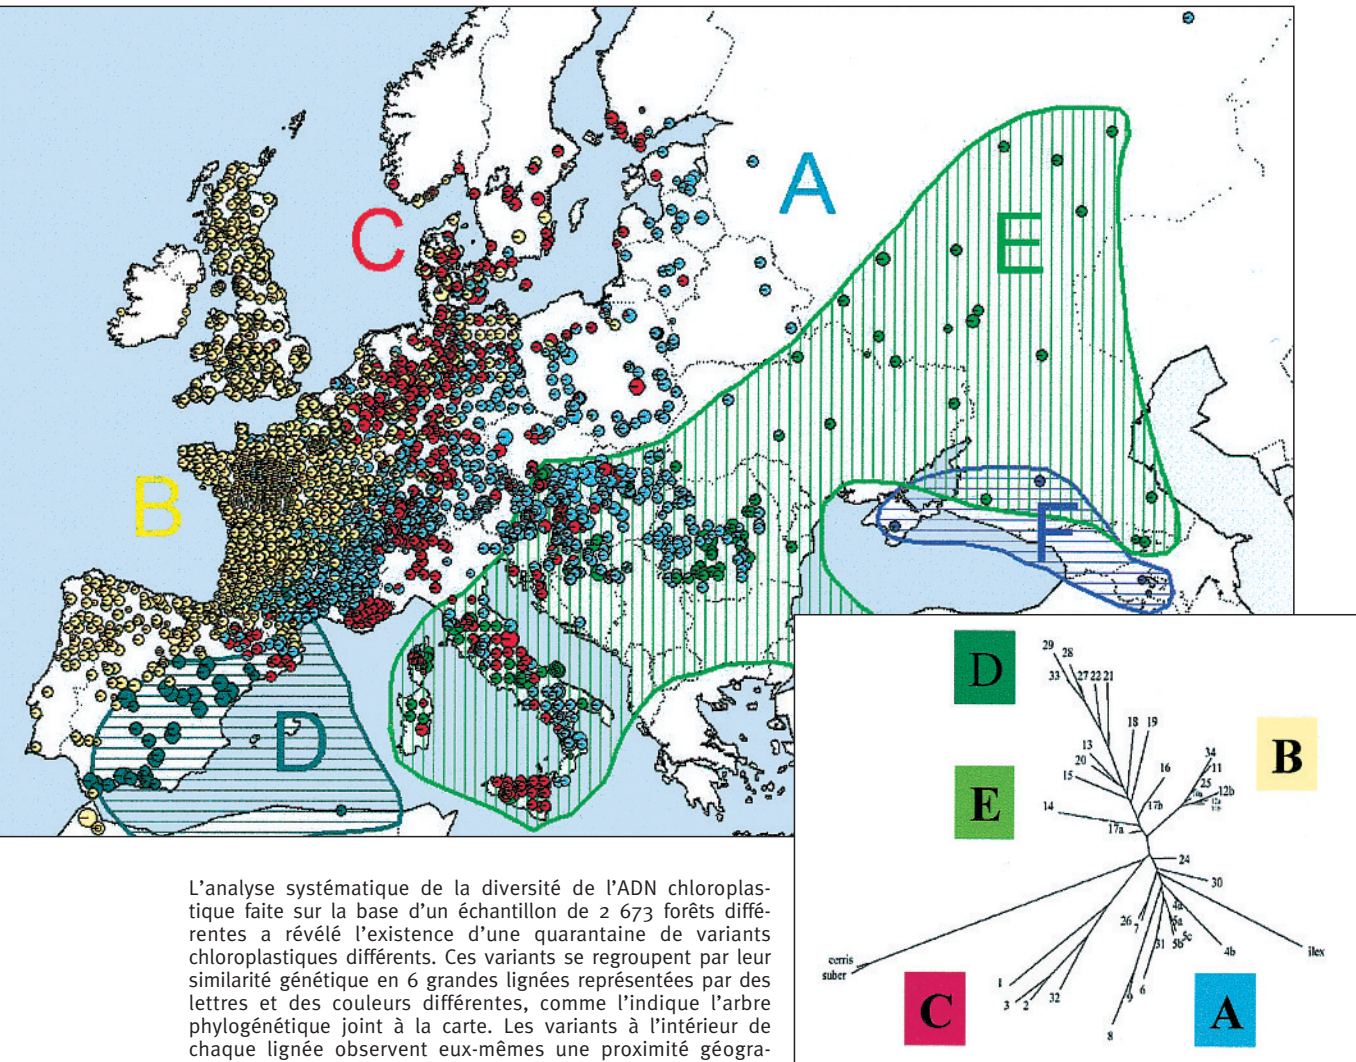 A
C
E
B
F
D
D
B
E
C
A
29
28
33
27 22 21
18
19
13
20
15
16
34
11
25
12b
14
17b
17a
24
30
4a
26
5a
7
5c
31
5b
4b
ilex
cerris
suber
1
3
2
32
9
6
8
L'analyse systématique de la diversité de l'ADN chloroplas-
tique faite sur la base d'un échantillon de 2 673 forêts diffé-
rentes a révélé l'existence d'une quarantaine de variants
chloroplastiques différents. Ces variants se regroupent par leur
similarité génétique en 6 grandes lignées représentées par des
lettres et des couleurs différentes, comme l'indique l'arbre
phylogénétique joint à la carte. Les variants à l'intérieur de
chaque lignée observent eux-mêmes une proximité géogra-